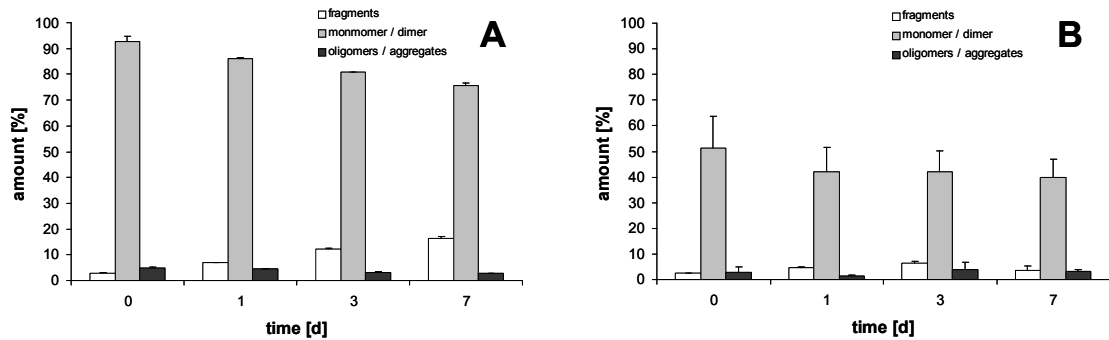 fragments
monmomer / dimer
oligomers / aggregates
A
100
90
80
70
60
50
40
30
20
10
0
amount [%]
0 1 3 7
time [d]
fragments
monomer / dimer
oligomers / aggregates
B
100
90
80
70
60
50
40
30
20
10
0
amount [%]
0 1 3 7
time [d]